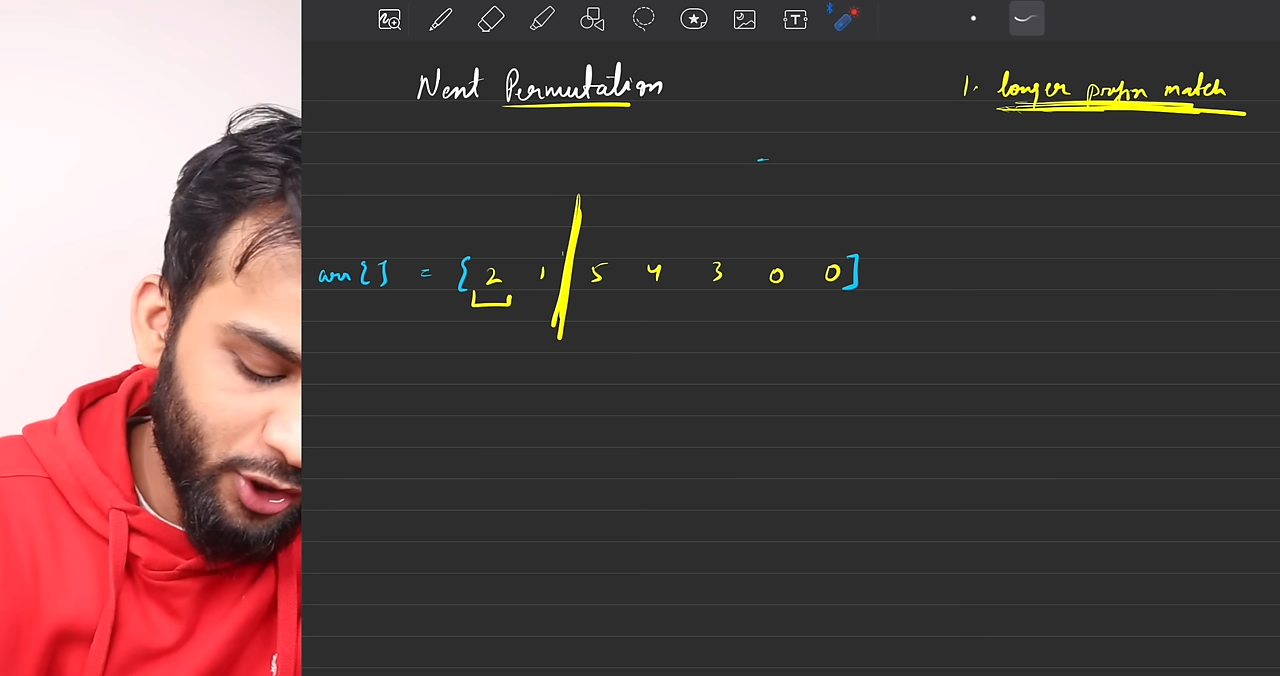 Next Permutation
1. longer prefix match
arr[] = [ 2 1 5 4 3 0 0 ]